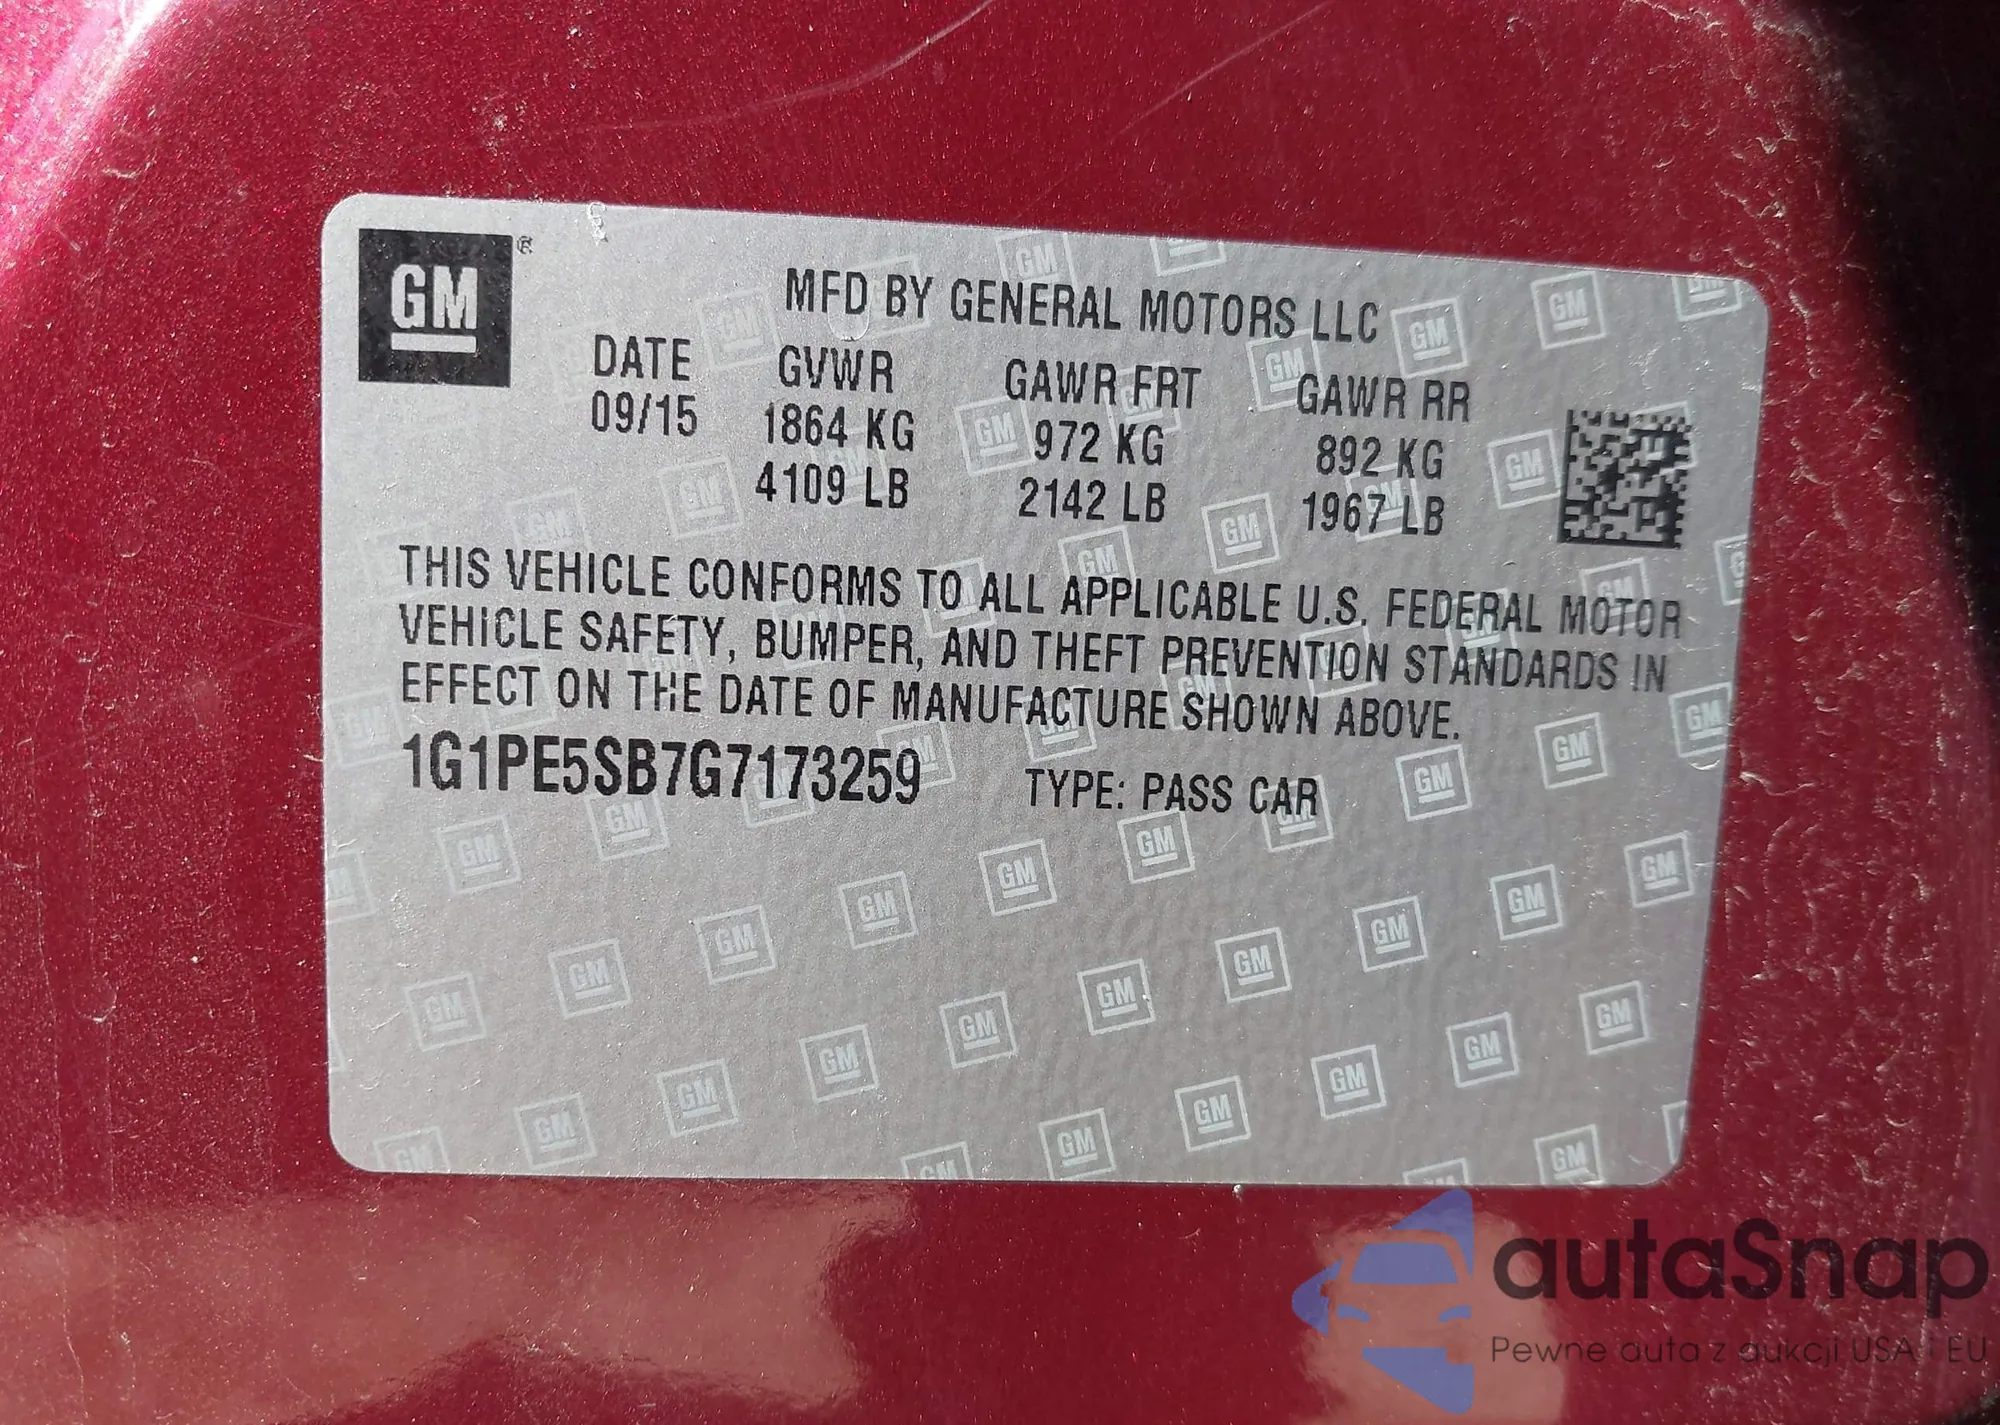 GM ®
MFD BY GENERAL MOTORS LLC
DATE GVWR GAWR FRT GAWR RR
09/15 1864 KG 972 KG 892 KG
4109 LB 2142 LB 1967 LB
THIS VEHICLE CONFORMS TO ALL APPLICABLE U.S. FEDERAL MOTOR
VEHICLE SAFETY, BUMPER, AND THEFT PREVENTION STANDARDS IN
EFFECT ON THE DATE OF MANUFACTURE SHOWN ABOVE.
1G1PE5SB7G7173259 TYPE: PASS CAR
autaSnap
Pewne auta z aukcji USA i EU